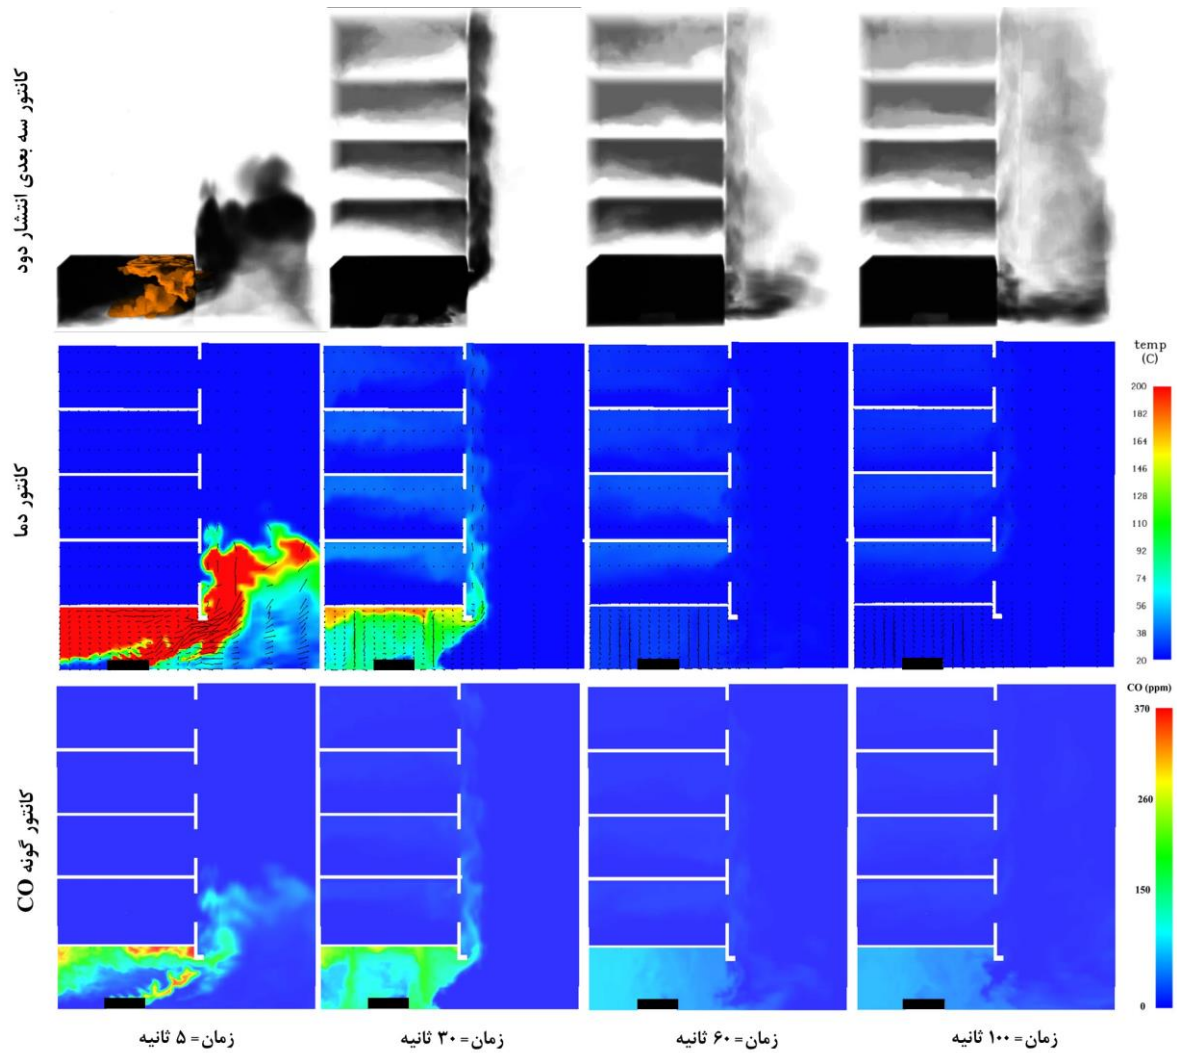 کانتور سه بعدی انتشار دود
کانتور دما
temp
(C)
200
182
164
146
128
110
92
74
56
38
20
کانتور گونه CO
CO (ppm)
370
260
150
0
زمان= ۵ ثانیه
زمان= ۳۰ ثانیه
زمان= ۶۰ ثانیه
زمان= ۱۰۰ ثانیه